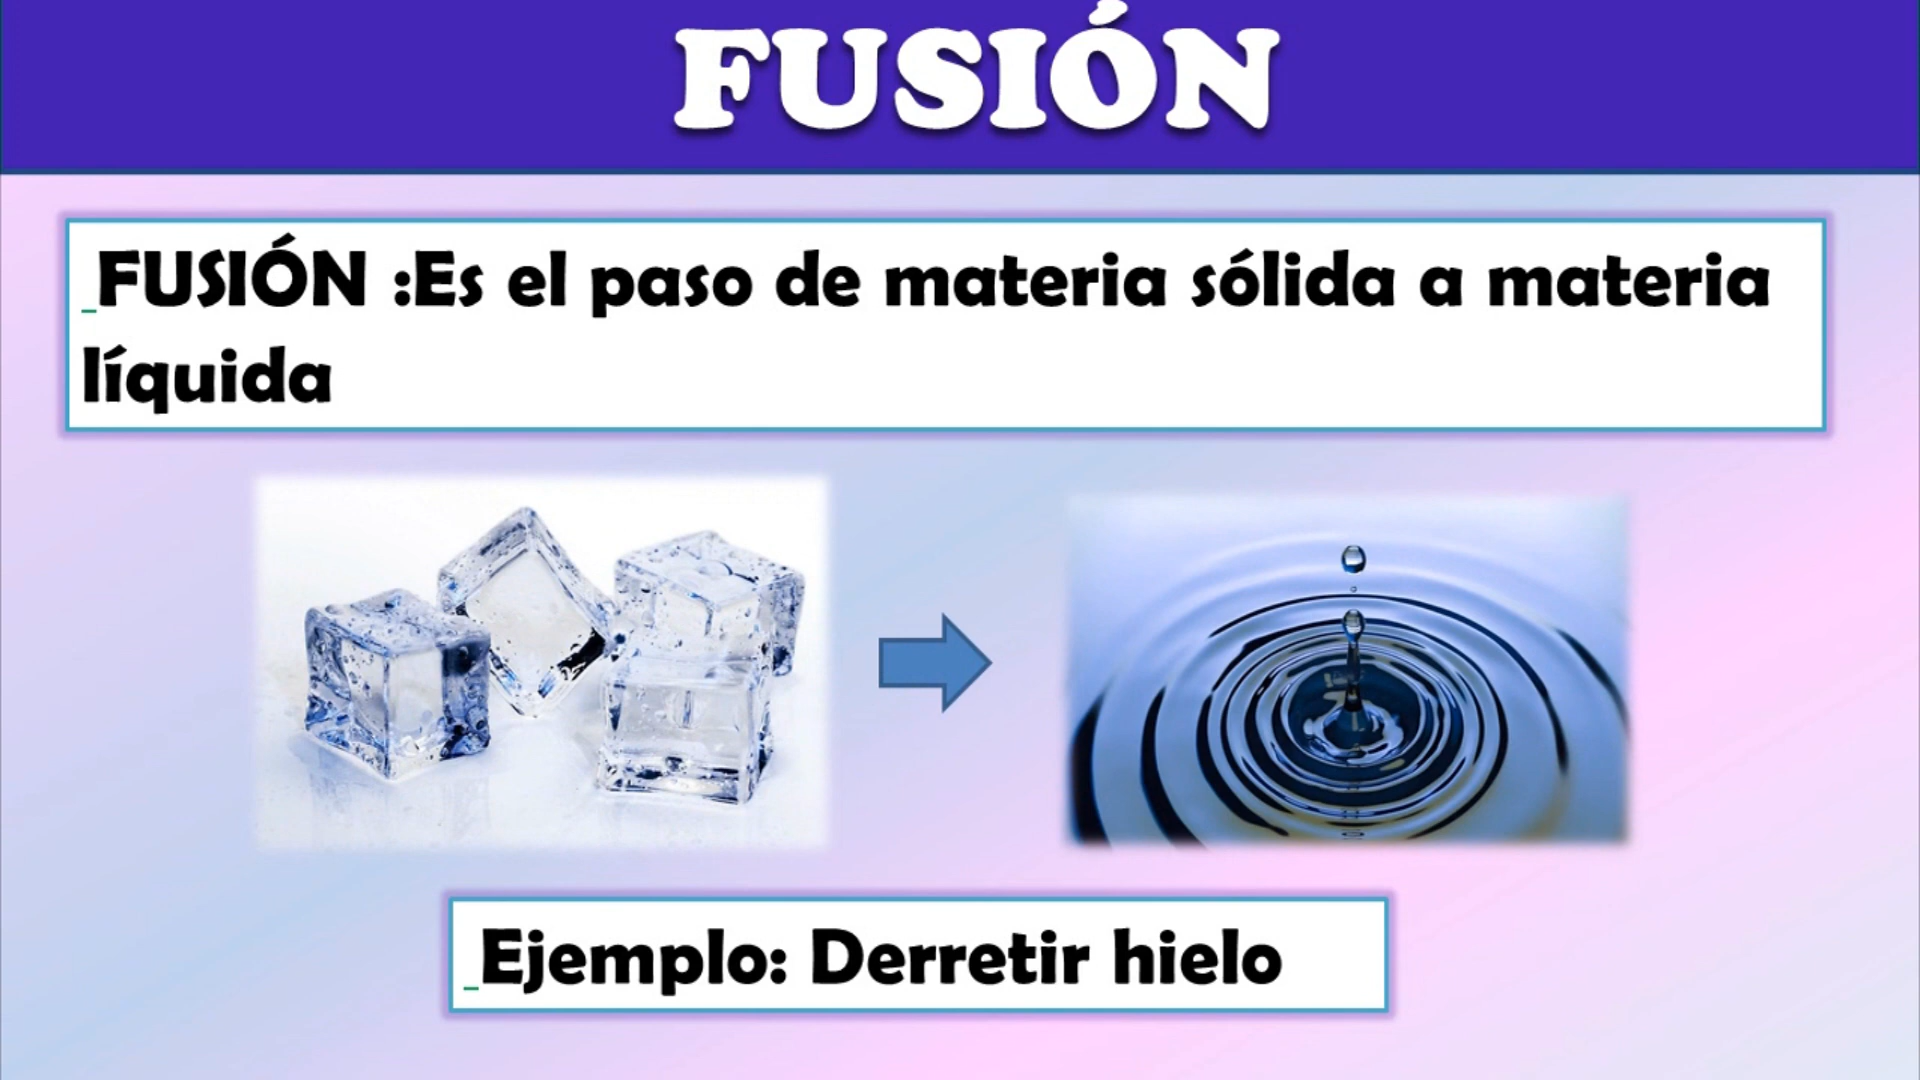 FUSIÓN
FUSIÓN :Es el paso de materia sólida a materia
líquida
Ejemplo: Derretir hielo